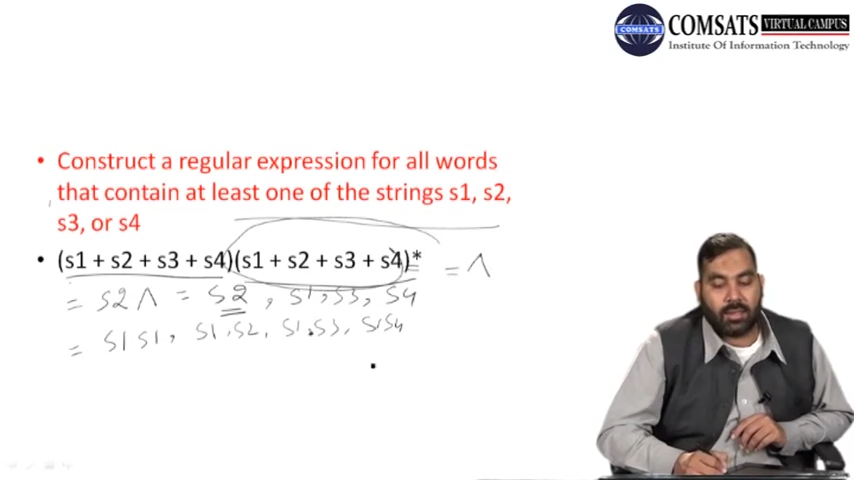 COMSATS VIRTUAL CAMPUS
COMSATS
Institute Of Information Technology
• Construct a regular expression for all words
that contain at least one of the strings s1, s2,
s3, or s4
• (s1 + s2 + s3 + s4)(s1 + s2 + s3 + s4)* = Λ
= s2 Λ = s2 , s1, s3, s4
= s1 s1, s1.s2, s1.s3, s1s4